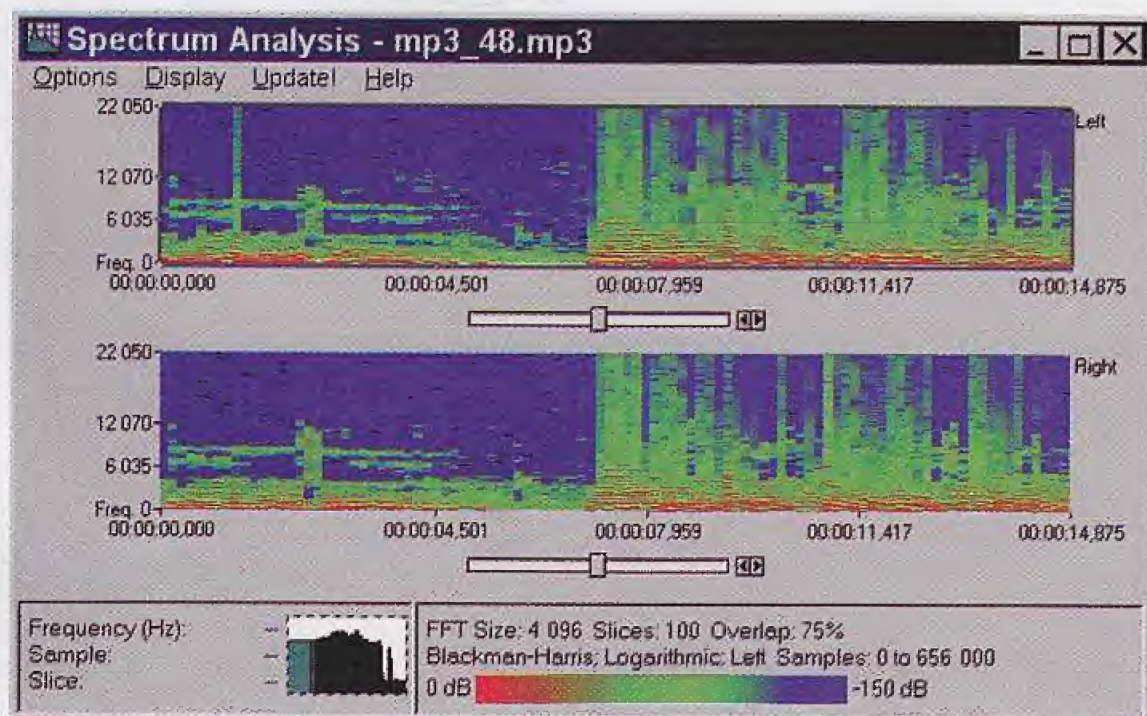 Spectrum Analysis - mp3_48.mp3
Options Display Update! Help
22 050
Left
12 070
6 035
Freq. 0
00:00:00,000 00:00:04,501 00:00:07,959 00:00:11,417 00:00:14,875
22 050
Right
12 070
6 035
Freq. 0
00:00:00,000 00:00:04,501 00:00:07,959 00:00:11,417 00:00:14,875
Frequency (Hz): --
Sample: --
Slice: --
FFT Size: 4 096 Slices: 100 Overlap: 75%
Blackman-Harris; Logarithmic; Left Samples: 0 to 656 000
0 dB -150 dB